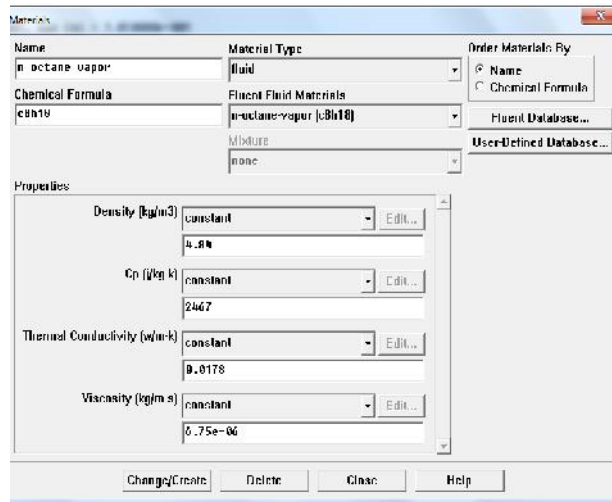 Materials
Name
Material Type
Order Materials By
n-octane-vapor
fluid
Name
Chemical Formula
Chemical Formula
Fluent Fluid Materials
c8h18
n-octane-vapor (c8h18)
Fluent Database...
Mixture
User-Defined Database...
none
Properties
Density (kg/m3) constant Edit...
4.84
Cp (j/kg-k) constant Edit...
2467
Thermal Conductivity (w/m-k) constant Edit...
0.0178
Viscosity (kg/m-s) constant Edit...
6.75e-06
Change/Create Delete Close Help